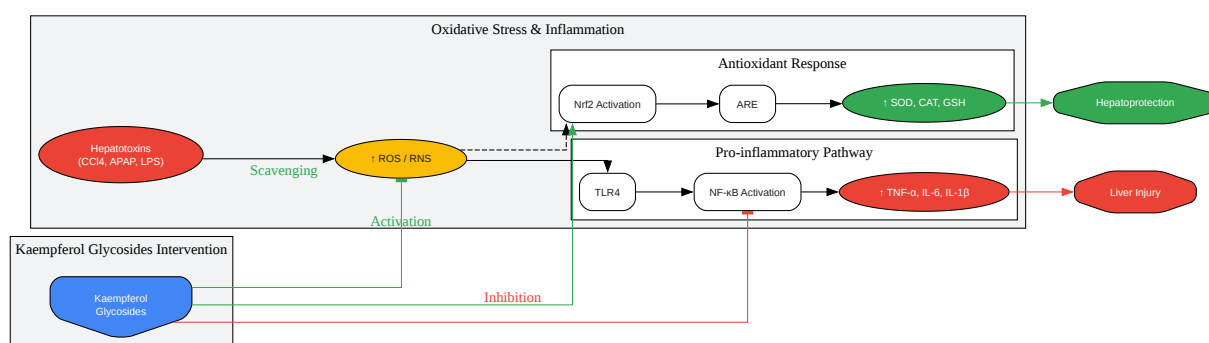 Oxidative Stress & Inflammation
Antioxidant Response
Nrf2 Activation
ARE
↑ SOD, CAT, GSH
Hepatoprotection
Hepatotoxins
(CCl4, APAP, LPS)
Scavenging
↑ ROS / RNS
Pro-inflammatory Pathway
TLR4
NF-κB Activation
↑ TNF-α, IL-6, IL-1β
Liver Injury
Activation
Kaempferol Glycosides Intervention
Kaempferol
Glycosides
Inhibition